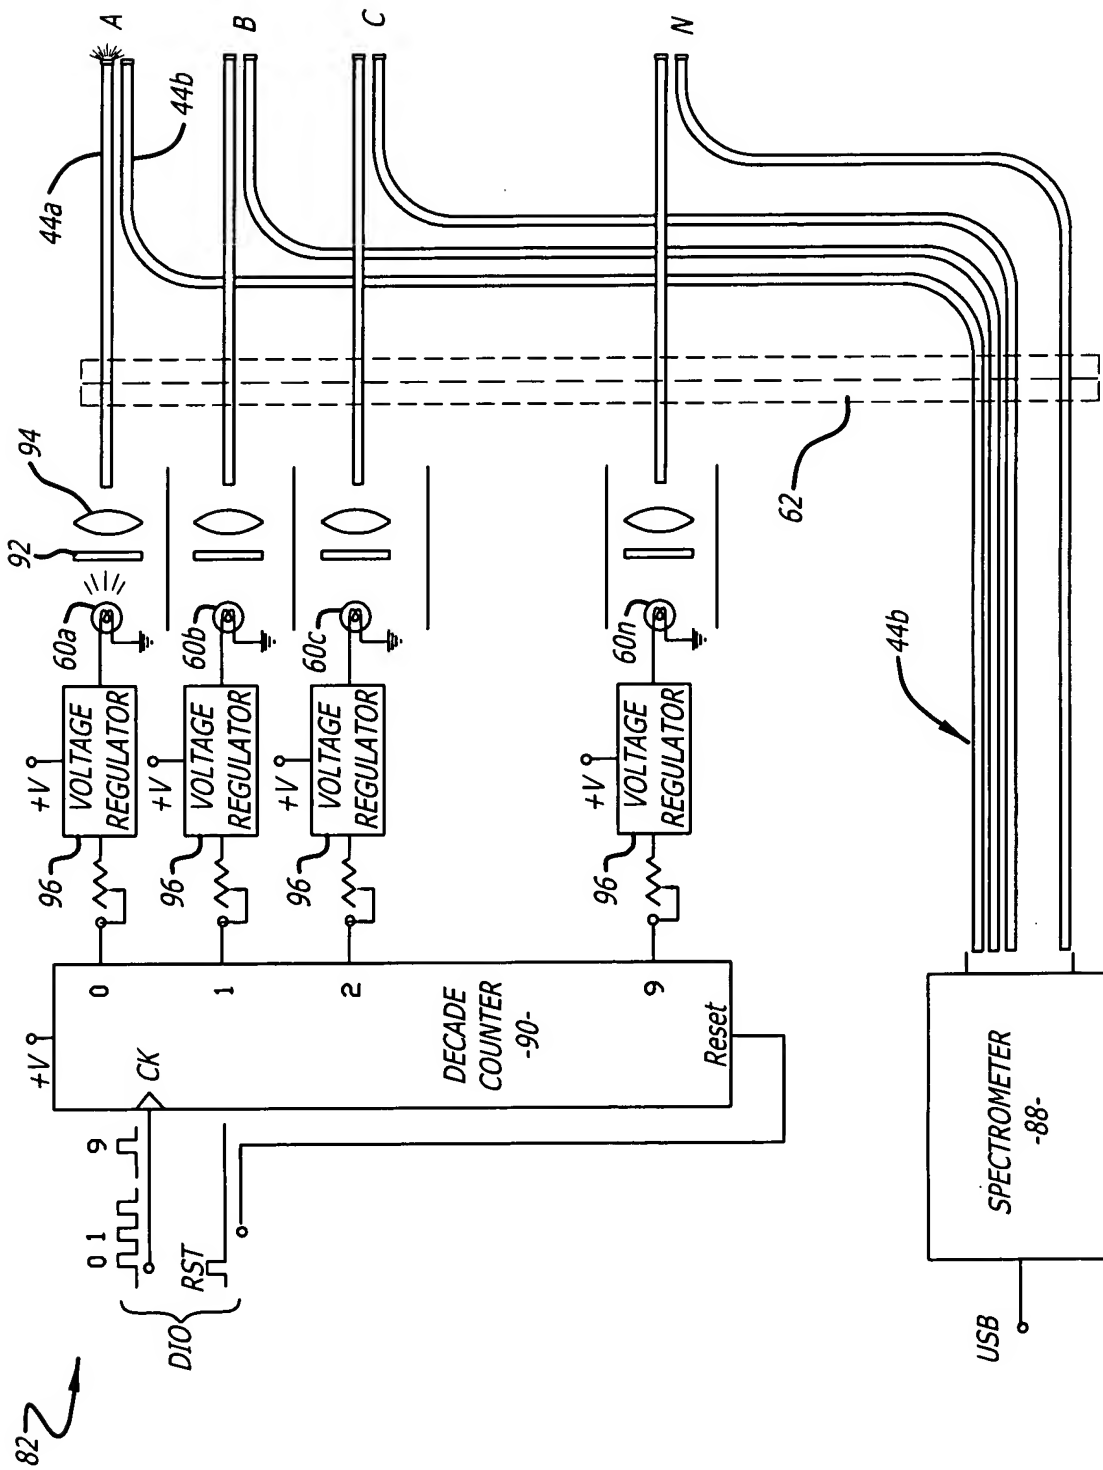 82
DIO
0 1 9
RST
+V
CK
0
1
2
9
DECADE
COUNTER
-90-
Reset
96
+V
VOLTAGE
REGULATOR
60a
92
94
44a
A
44b
96
+V
VOLTAGE
REGULATOR
60b
B
96
+V
VOLTAGE
REGULATOR
60c
C
96
+V
VOLTAGE
REGULATOR
60n
N
62
44b
USB
SPECTROMETER
-88-